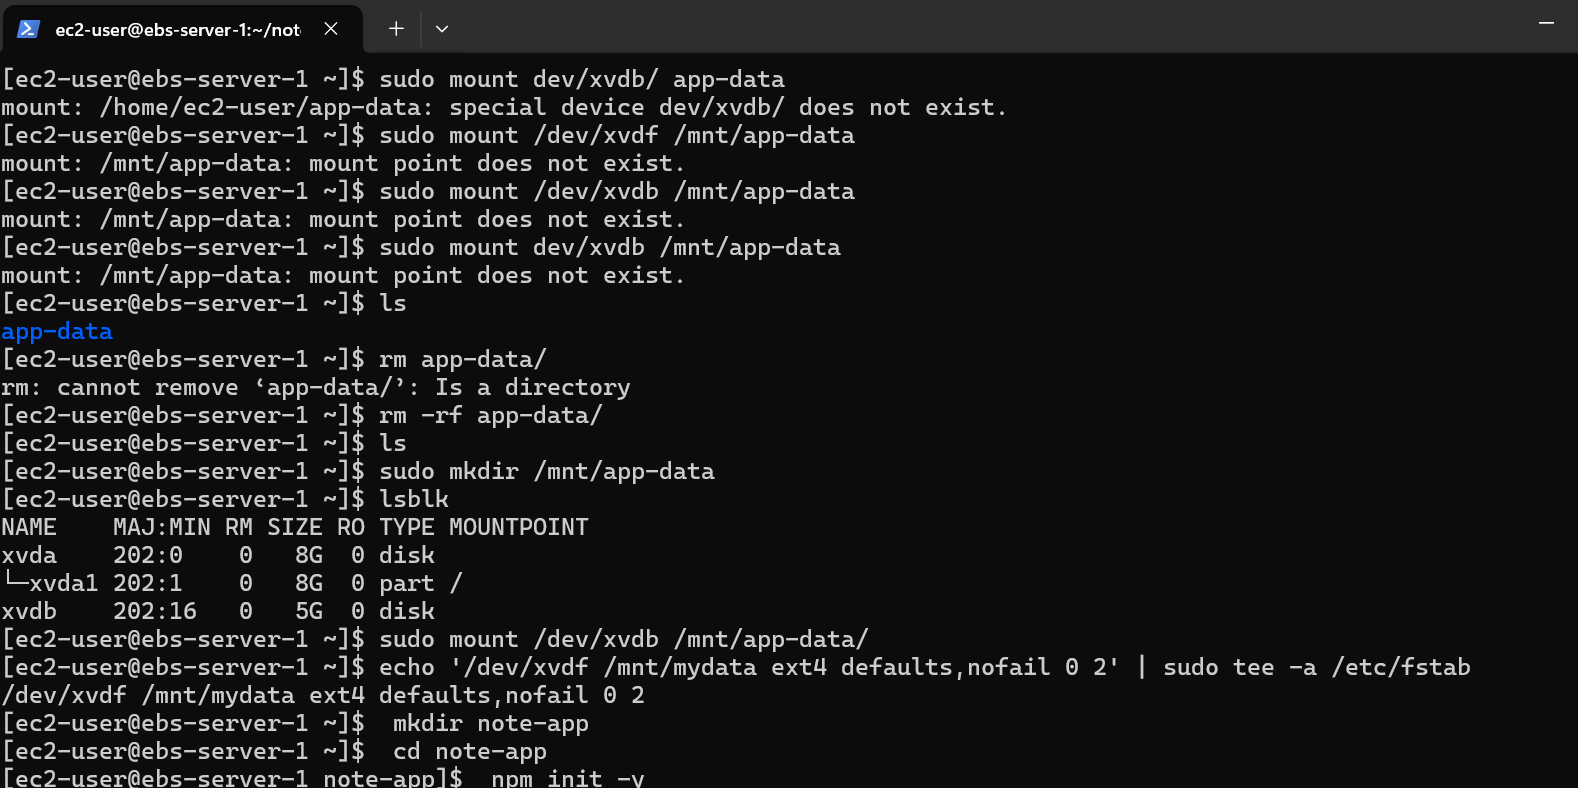 ec2-user@ebs-server-1:~/not
[ec2-user@ebs-server-1 ~]$ sudo mount dev/xvdb/ app-data
mount: /home/ec2-user/app-data: special device dev/xvdb/ does not exist.
[ec2-user@ebs-server-1 ~]$ sudo mount /dev/xvdf /mnt/app-data
mount: /mnt/app-data: mount point does not exist.
[ec2-user@ebs-server-1 ~]$ sudo mount /dev/xvdb /mnt/app-data
mount: /mnt/app-data: mount point does not exist.
[ec2-user@ebs-server-1 ~]$ sudo mount dev/xvdb /mnt/app-data
mount: /mnt/app-data: mount point does not exist.
[ec2-user@ebs-server-1 ~]$ ls
app-data
[ec2-user@ebs-server-1 ~]$ rm app-data/
rm: cannot remove ‘app-data/’: Is a directory
[ec2-user@ebs-server-1 ~]$ rm -rf app-data/
[ec2-user@ebs-server-1 ~]$ ls
[ec2-user@ebs-server-1 ~]$ sudo mkdir /mnt/app-data
[ec2-user@ebs-server-1 ~]$ lsblk
NAME    MAJ:MIN RM SIZE RO TYPE MOUNTPOINT
xvda    202:0    0   8G  0 disk
└─xvda1 202:1    0   8G  0 part /
xvdb    202:16   0   5G  0 disk
[ec2-user@ebs-server-1 ~]$ sudo mount /dev/xvdb /mnt/app-data/
[ec2-user@ebs-server-1 ~]$ echo '/dev/xvdf /mnt/mydata ext4 defaults,nofail 0 2' | sudo tee -a /etc/fstab
/dev/xvdf /mnt/mydata ext4 defaults,nofail 0 2
[ec2-user@ebs-server-1 ~]$  mkdir note-app
[ec2-user@ebs-server-1 ~]$  cd note-app
[ec2-user@ebs-server-1 note-app]$  npm init -y